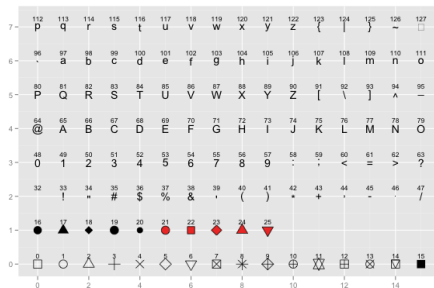 112 113 114 115 116 117 118 119 120 121 122 123 124 125 126 127
7 p q r s t u v w x y z { | } ~
96 97 98 99 100 101 102 103 104 105 106 107 108 109 110 111
6 ` a b c d e f g h i j k l m n o
80 81 82 83 84 85 86 87 88 89 90 91 92 93 94 95
5 P Q R S T U V W X Y Z [ \ ] ^ _
64 65 66 67 68 69 70 71 72 73 74 75 76 77 78 79
4 @ A B C D E F G H I J K L M N O
48 49 50 51 52 53 54 55 56 57 58 59 60 61 62 63
3 0 1 2 3 4 5 6 7 8 9 : ; < = > ?
32 33 34 35 36 37 38 39 40 41 42 43 44 45 46 47
2 ! " # $ % & ' ( ) * + , - . /
16 17 18 19 20 21 22 23 24 25
1
0 1 2 3 4 5 6 7 8 9 10 11 12 13 14 15
0
0 2 4 6 8 10 12 14